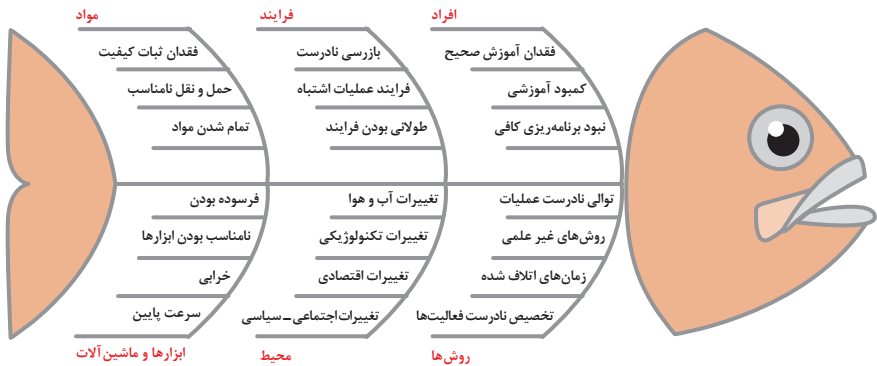 افراد
فقدان آموزش صحیح
کمبود آموزشی
نبود برنامه‌ریزی کافی
فرایند
بازرسی نادرست
فرایند عملیات اشتباه
طولانی بودن فرایند
مواد
فقدان ثبات کیفیت
حمل و نقل نامناسب
تمام شدن مواد
توالی نادرست عملیات
روش‌های غیر علمی
زمان‌های اتلاف شده
تخصیص نادرست فعالیت‌ها
روش‌ها
تغییرات آب و هوا
تغییرات تکنولوژیکی
تغییرات اقتصادی
تغییرات اجتماعی – سیاسی
محیط
فرسوده بودن
نامناسب بودن ابزارها
خرابی
سرعت پایین
ابزارها و ماشین‌آلات